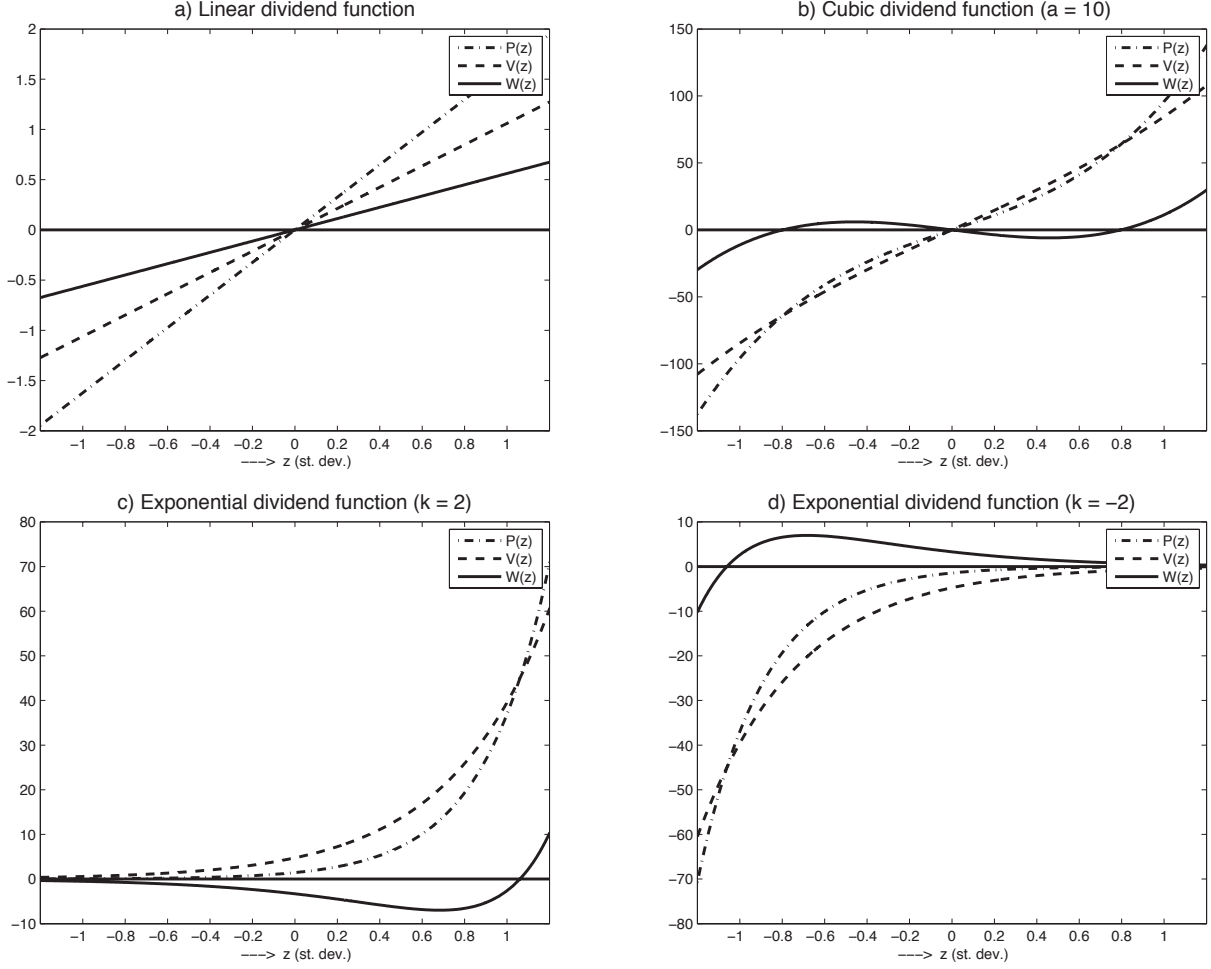 a) Linear dividend function
2
1.5
1
0.5
0
−0.5
−1
−1.5
−2
P(z)
V(z)
W(z)
−1 −0.8 −0.6 −0.4 −0.2 0 0.2 0.4 0.6 0.8 1
−−−> z (st. dev.)
b) Cubic dividend function (a = 10)
150
100
50
0
−50
−100
−150
P(z)
V(z)
W(z)
−1 −0.8 −0.6 −0.4 −0.2 0 0.2 0.4 0.6 0.8 1
−−−> z (st. dev.)
c) Exponential dividend function (k = 2)
80
70
60
50
40
30
20
10
0
−10
P(z)
V(z)
W(z)
−1 −0.8 −0.6 −0.4 −0.2 0 0.2 0.4 0.6 0.8 1
−−−> z (st. dev.)
d) Exponential dividend function (k = −2)
10
0
−10
−20
−30
−40
−50
−60
−70
−80
P(z)
V(z)
W(z)
−1 −0.8 −0.6 −0.4 −0.2 0 0.2 0.4 0.6 0.8 1
−−−> z (st. dev.)